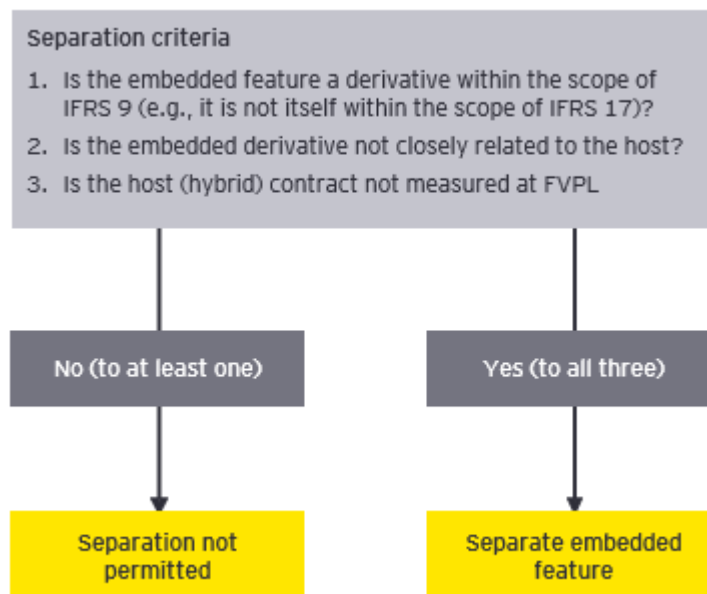 Separation criteria
1. Is the embedded feature a derivative within the scope of
IFRS 9 (e.g., it is not itself within the scope of IFRS 17)?
2. Is the embedded derivative not closely related to the host?
3. Is the host (hybrid) contract not measured at FVPL
No (to at least one)
Yes (to all three)
Separation not
permitted
Separate embedded
feature